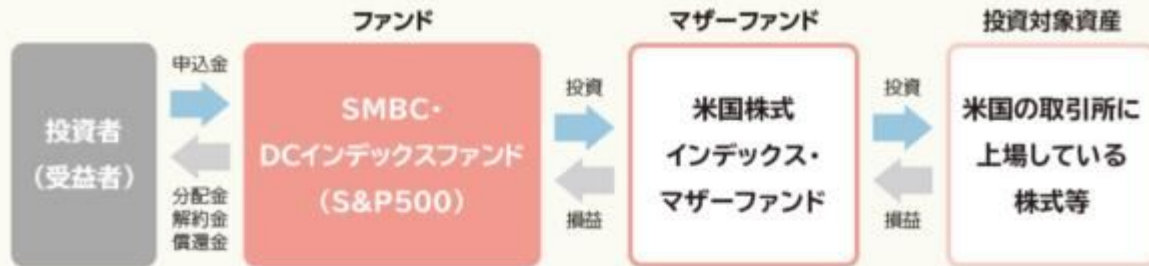 ファンド
マザーファンド
投資対象資産
投資者
(受益者)
申込金
分配金
解約金
償還金
SMBC・
DCインデックスファンド
(S&P500)
投資
損益
米国株式
インデックス・
マザーファンド
投資
損益
米国の取引所に
上場している
株式等